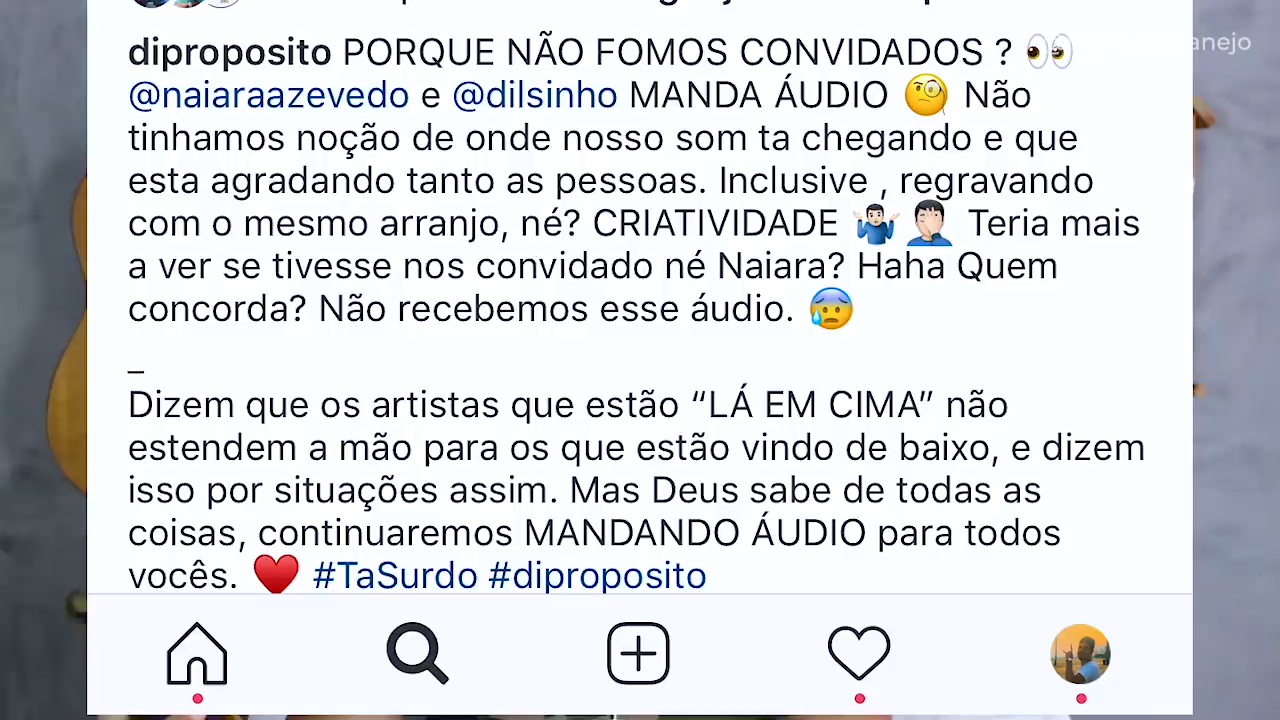 diproposito PORQUE NÃO FOMOS CONVIDADOS ? 👀
@naiaraazevedo e @dilsinho MANDA ÁUDIO 🧐 Não
tinhamos noção de onde nosso som ta chegando e que
esta agradando tanto as pessoas. Inclusive , regravando
com o mesmo arranjo, né? CRIATIVIDADE 🤷🏻‍♂️ 🤦🏻‍♂️ Teria mais
a ver se tivesse nos convidado né Naiara? Haha Quem
concorda? Não recebemos esse áudio. 😰
_
Dizem que os artistas que estão “LÁ EM CIMA” não
estendem a mão para os que estão vindo de baixo, e dizem
isso por situações assim. Mas Deus sabe de todas as
coisas, continuaremos MANDANDO ÁUDIO para todos
vocês. ♥️ #TaSurdo #diproposito